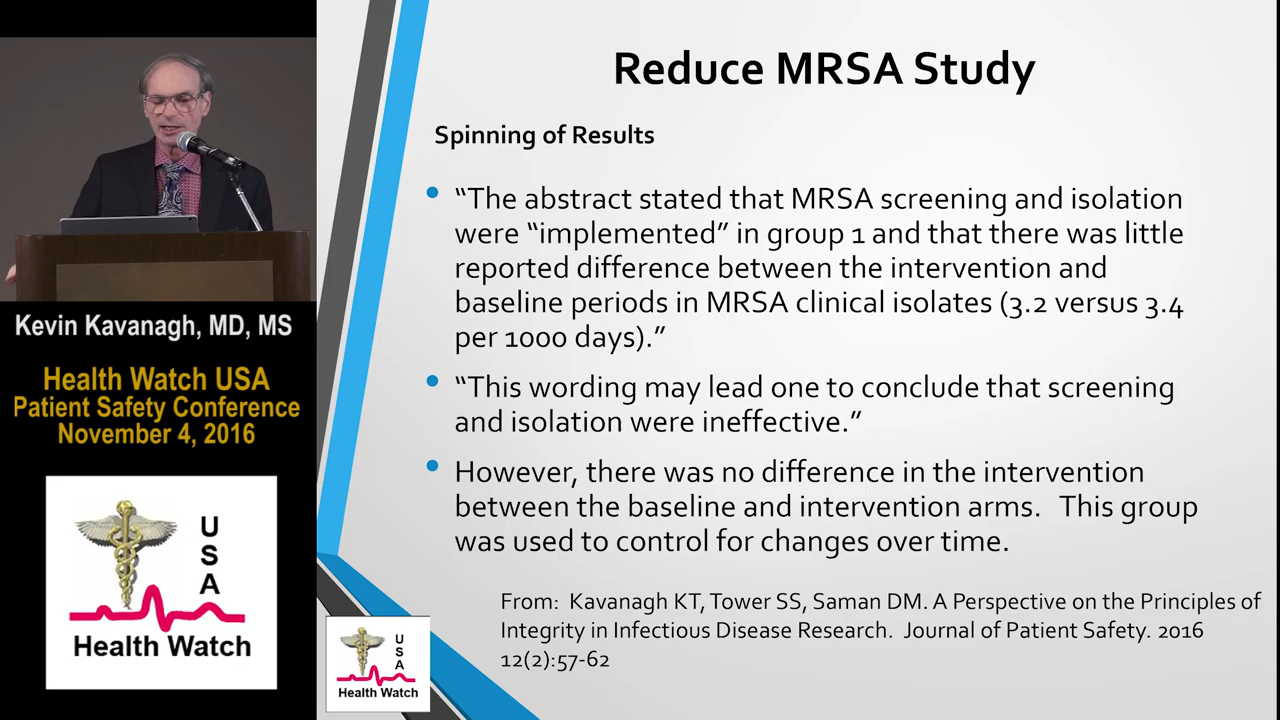 Reduce MRSA Study
Spinning of Results
• “The abstract stated that MRSA screening and isolation
were “implemented” in group 1 and that there was little
reported difference between the intervention and
baseline periods in MRSA clinical isolates (3.2 versus 3.4
per 1000 days).”
• “This wording may lead one to conclude that screening
and isolation were ineffective.”
• However, there was no difference in the intervention
between the baseline and intervention arms.   This group
was used to control for changes over time.
From:  Kavanagh KT, Tower SS, Saman DM. A Perspective on the Principles of
Integrity in Infectious Disease Research.  Journal of Patient Safety. 2016
12(2):57-62
Kevin Kavanagh, MD, MS
Health Watch USA
Patient Safety Conference
November 4, 2016
U
S
A
Health Watch
U
S
A
Health Watch